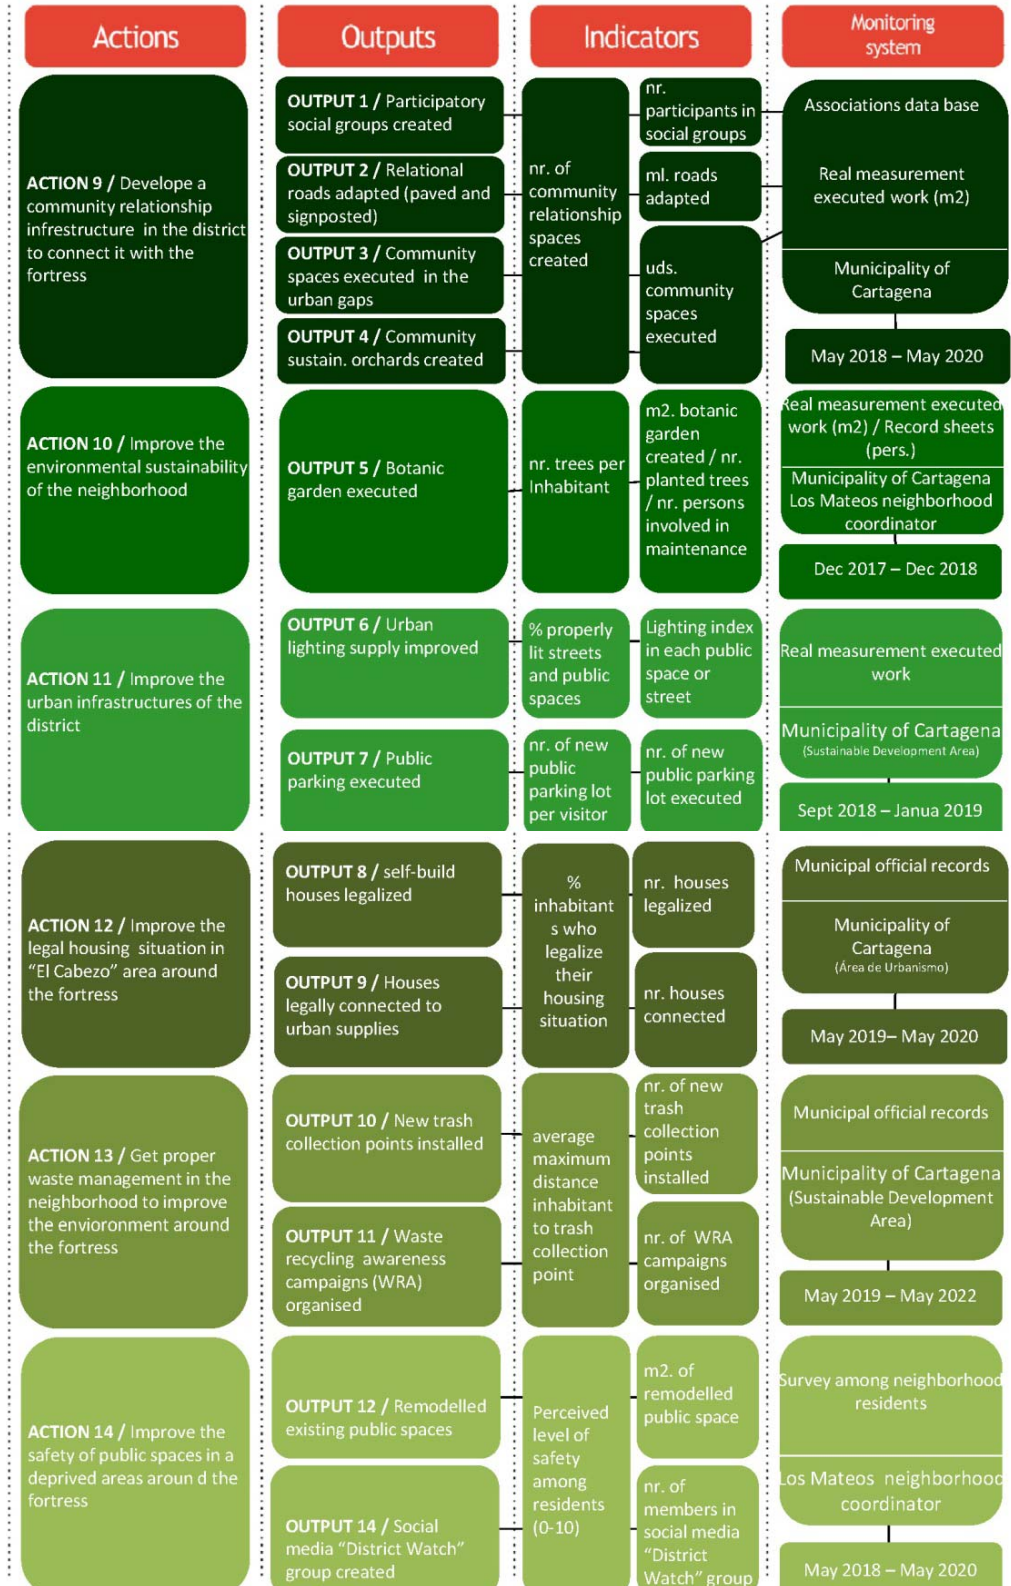 Actions
Outputs
Indicators
Monitoring
system
ACTION 9 / Develope a
community relationship
infrestructure in the district
to connect it with the
fortress
OUTPUT 1 / Participatory
social groups created
OUTPUT 2 / Relational
roads adapted (paved and
signposted)
OUTPUT 3 / Community
spaces executed in the
urban gaps
OUTPUT 4 / Community
sustain. orchards created
nr. of
community
relationship
spaces
created
nr.
participants in
social groups
ml. roads
adapted
uds.
community
spaces
executed
Associations data base
Real measurement
executed work (m2)
Municipality of
Cartagena
May 2018 – May 2020
ACTION 10 / Improve the
environmental sustainability
of the neighborhood
OUTPUT 5 / Botanic
garden executed
nr. trees per
Inhabitant
m2. botanic
garden
created / nr.
planted trees
/ nr. persons
involved in
maintenance
Real measurement executed
work (m2) / Record sheets
(pers.)
Municipality of Cartagena
Los Mateos neighborhood
coordinator
Dec 2017 – Dec 2018
ACTION 11 / Improve the
urban infrastructures of the
district
OUTPUT 6 / Urban
lighting supply improved
% properly
lit streets
and public
spaces
Lighting index
in each public
space or
street
OUTPUT 7 / Public
parking executed
nr. of new
public
parking lot
per visitor
nr. of new
public parking
lot executed
Real measurement executed
work
Municipality of Cartagena
(Sustainable Development Area)
Sept 2018 – Janua 2019
ACTION 12 / Improve the
legal housing situation in
“El Cabezo” area around
the fortress
OUTPUT 8 / self-build
houses legalized
OUTPUT 9 / Houses
legally connected to
urban supplies
%
inhabitant
s who
legalize
their
housing
situation
nr. houses
legalized
nr. houses
connected
Municipal official records
Municipality of
Cartagena
(Área de Urbanismo)
May 2019– May 2020
ACTION 13 / Get proper
waste management in the
neighborhood to improve
the envioronment around
the fortress
OUTPUT 10 / New trash
collection points installed
OUTPUT 11 / Waste
recycling awareness
campaigns (WRA)
organised
average
maximum
distance
inhabitant
to trash
collection
point
nr. of new
trash
collection
points
installed
nr. of WRA
campaigns
organised
Municipal official records
Municipality of Cartagena
(Sustainable Development
Area)
May 2019 – May 2022
ACTION 14 / Improve the
safety of public spaces in a
deprived areas aroun d the
fortress
OUTPUT 12 / Remodelled
existing public spaces
OUTPUT 14 / Social
media “District Watch”
group created
Perceived
level of
safety
among
residents
(0-10)
m2. of
remodelled
public space
nr. of
members in
social media
“District
Watch” group
Survey among neighborhood
residents
Los Mateos neighborhood
coordinator
May 2018 – May 2020